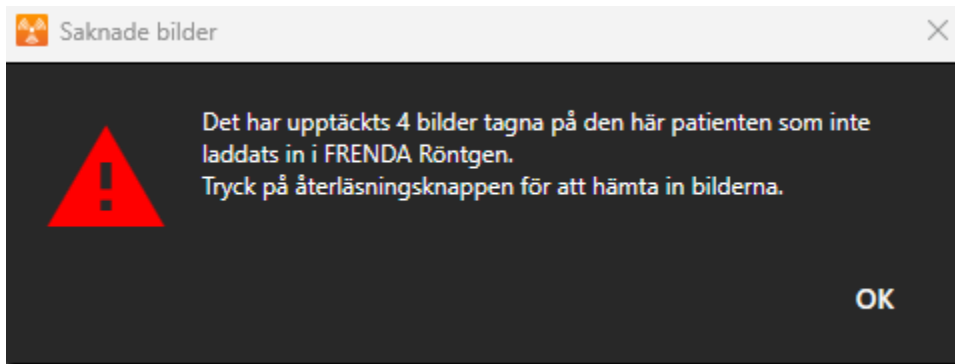 Saknade bilder
Det har upptäckts 4 bilder tagna på den här patienten som inte
laddats in i FRENDA Röntgen.
Tryck på återläsningsknappen för att hämta in bilderna.
OK